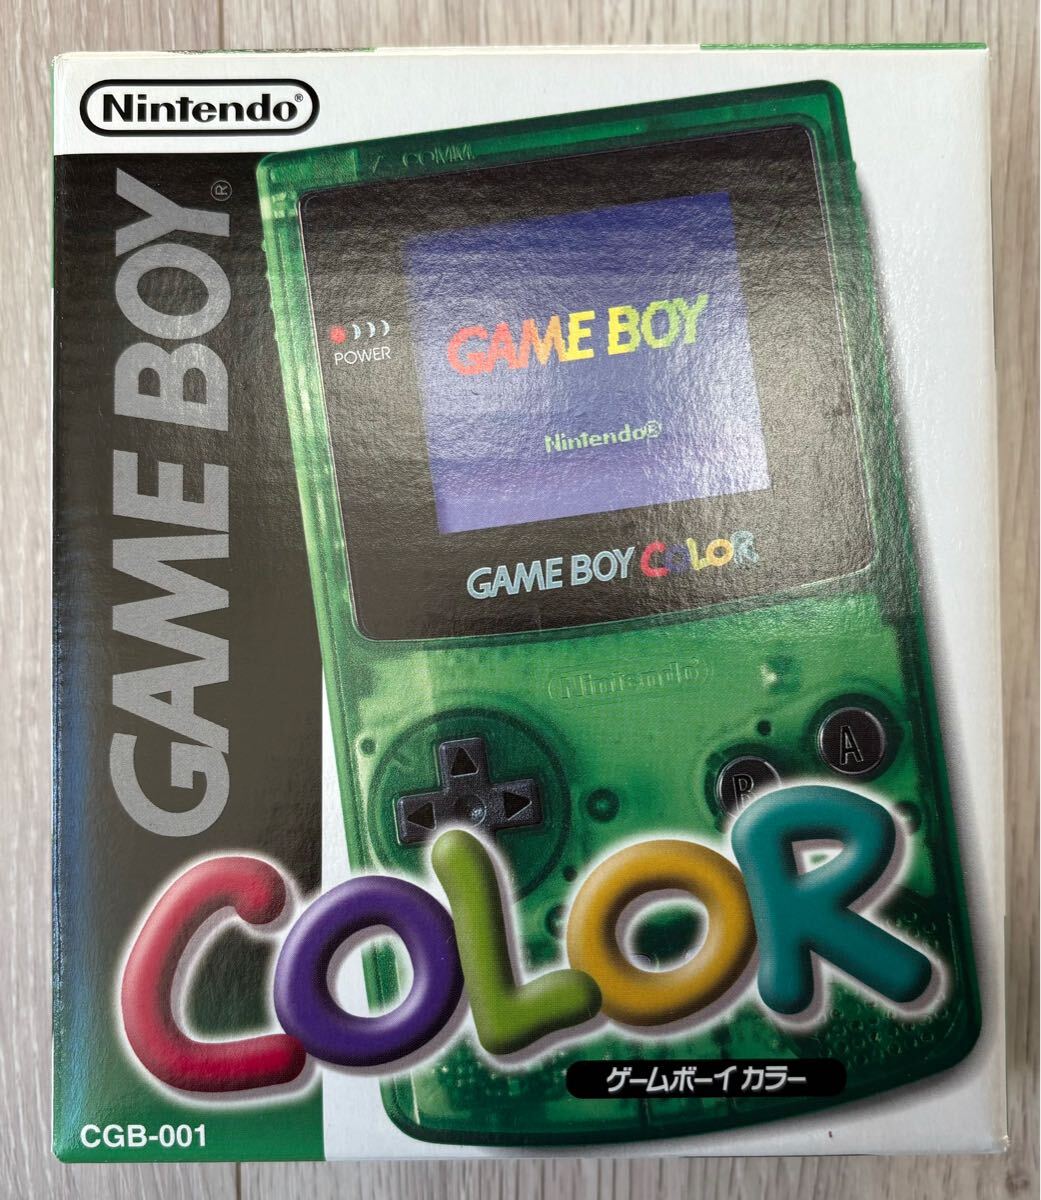 Nintendo®
GAME BOY®
COMM.
POWER
GAME BOY
Nintendo®
GAME BOY COLOR
Nintendo
A
B
COLOR
ゲームボーイ カラー
CGB-001